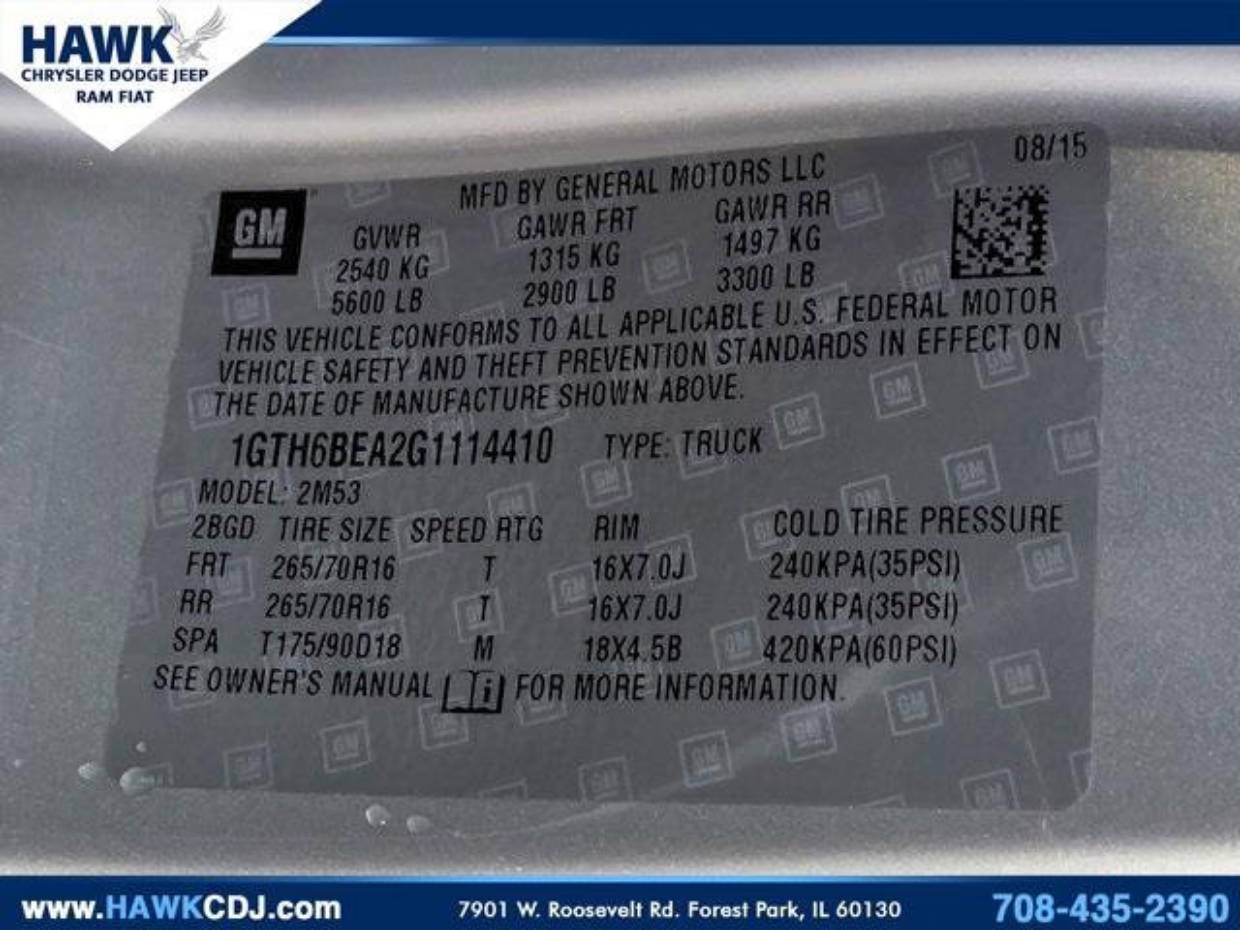 HAWK
CHRYSLER DODGE JEEP
RAM FIAT
08/15
MFD BY GENERAL MOTORS LLC
GM
GVWR GAWR FRT GAWR RR
2540 KG 1315 KG 1497 KG
5600 LB 2900 LB 3300 LB
THIS VEHICLE CONFORMS TO ALL APPLICABLE U.S. FEDERAL MOTOR
VEHICLE SAFETY AND THEFT PREVENTION STANDARDS IN EFFECT ON
THE DATE OF MANUFACTURE SHOWN ABOVE.
1GTH6BEA2G1114410 TYPE: TRUCK
MODEL: 2M53
2BGD TIRE SIZE SPEED RTG RIM COLD TIRE PRESSURE
FRT 265/70R16 T 16X7.0J 240KPA(35PSI)
RR 265/70R16 T 16X7.0J 240KPA(35PSI)
SPA T175/90D18 M 18X4.5B 420KPA(60PSI)
SEE OWNER'S MANUAL i FOR MORE INFORMATION.
www.HAWKCDJ.com 7901 W. Roosevelt Rd. Forest Park, IL 60130 708-435-2390